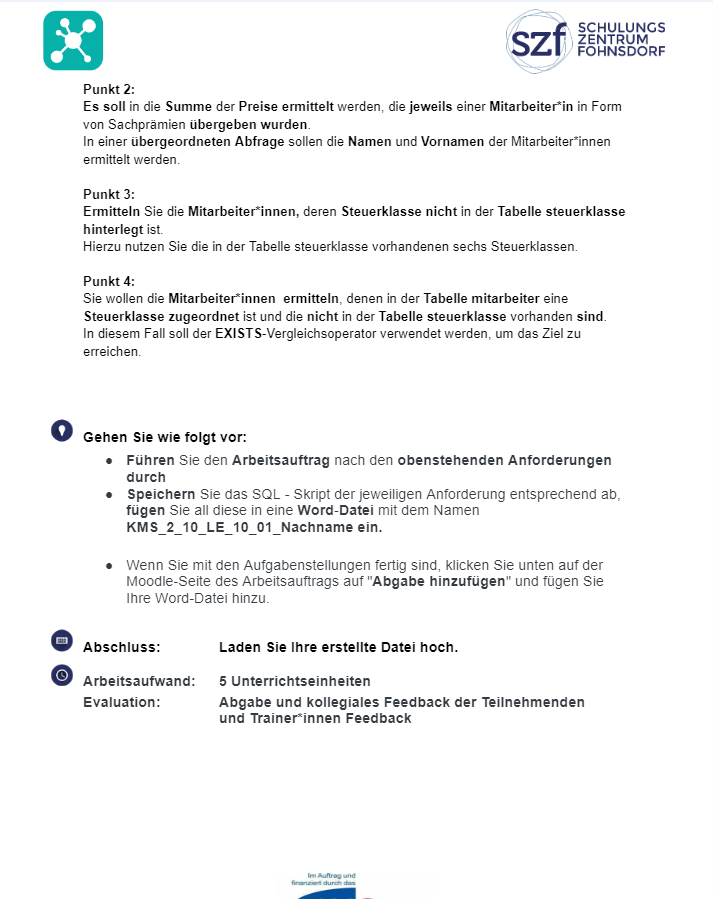 szf SCHULUNGS
ZENTRUM
FOHNSDORF
Punkt 2:
Es soll in die Summe der Preise ermittelt werden, die jeweils einer Mitarbeiter*in in Form
von Sachprämien übergeben wurden.
In einer übergeordneten Abfrage sollen die Namen und Vornamen der Mitarbeiter*innen
ermittelt werden.
Punkt 3:
Ermitteln Sie die Mitarbeiter*innen, deren Steuerklasse nicht in der Tabelle steuerklasse
hinterlegt ist.
Hierzu nutzen Sie die in der Tabelle steuerklasse vorhandenen sechs Steuerklassen.
Punkt 4:
Sie wollen die Mitarbeiter*innen ermitteln, denen in der Tabelle mitarbeiter eine
Steuerklasse zugeordnet ist und die nicht in der Tabelle steuerklasse vorhanden sind.
In diesem Fall soll der EXISTS-Vergleichsoperator verwendet werden, um das Ziel zu
erreichen.
Gehen Sie wie folgt vor:
● Führen Sie den Arbeitsauftrag nach den obenstehenden Anforderungen
durch
● Speichern Sie das SQL - Skript der jeweiligen Anforderung entsprechend ab,
fügen Sie all diese in eine Word-Datei mit dem Namen
KMS_2_10_LE_10_01_Nachname ein.
● Wenn Sie mit den Aufgabenstellungen fertig sind, klicken Sie unten auf der
Moodle-Seite des Arbeitsauftrags auf "Abgabe hinzufügen" und fügen Sie
Ihre Word-Datei hinzu.
Abschluss: Laden Sie Ihre erstellte Datei hoch.
Arbeitsaufwand: 5 Unterrichtseinheiten
Evaluation: Abgabe und kollegiales Feedback der Teilnehmenden
und Trainer*innen Feedback
Im Auftrag und
finanziert durch das